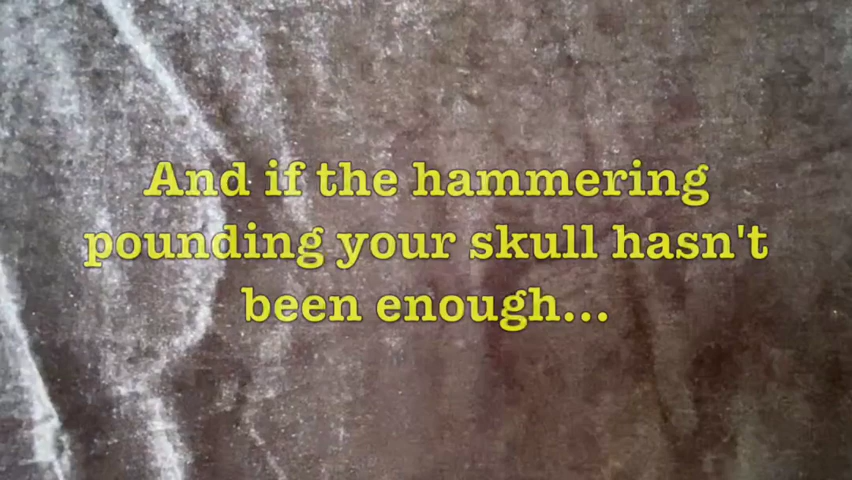 And if the hammering
pounding your skull hasn't
been enough...